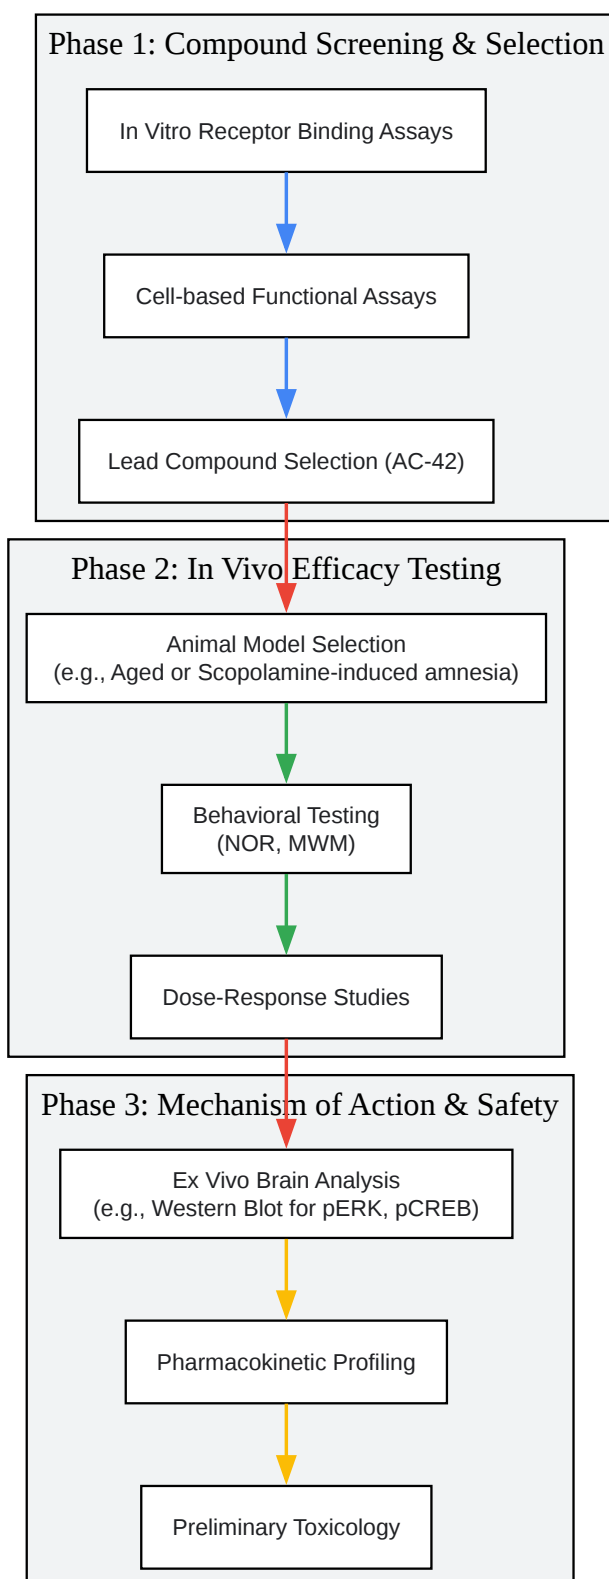 Phase 1: Compound Screening & Selection
In Vitro Receptor Binding Assays
Cell-based Functional Assays
Lead Compound Selection (AC-42)
Phase 2: In Vivo Efficacy Testing
Animal Model Selection
(e.g., Aged or Scopolamine-induced amnesia)
Behavioral Testing
(NOR, MWM)
Dose-Response Studies
Phase 3: Mechanism of Action & Safety
Ex Vivo Brain Analysis
(e.g., Western Blot for pERK, pCREB)
Pharmacokinetic Profiling
Preliminary Toxicology